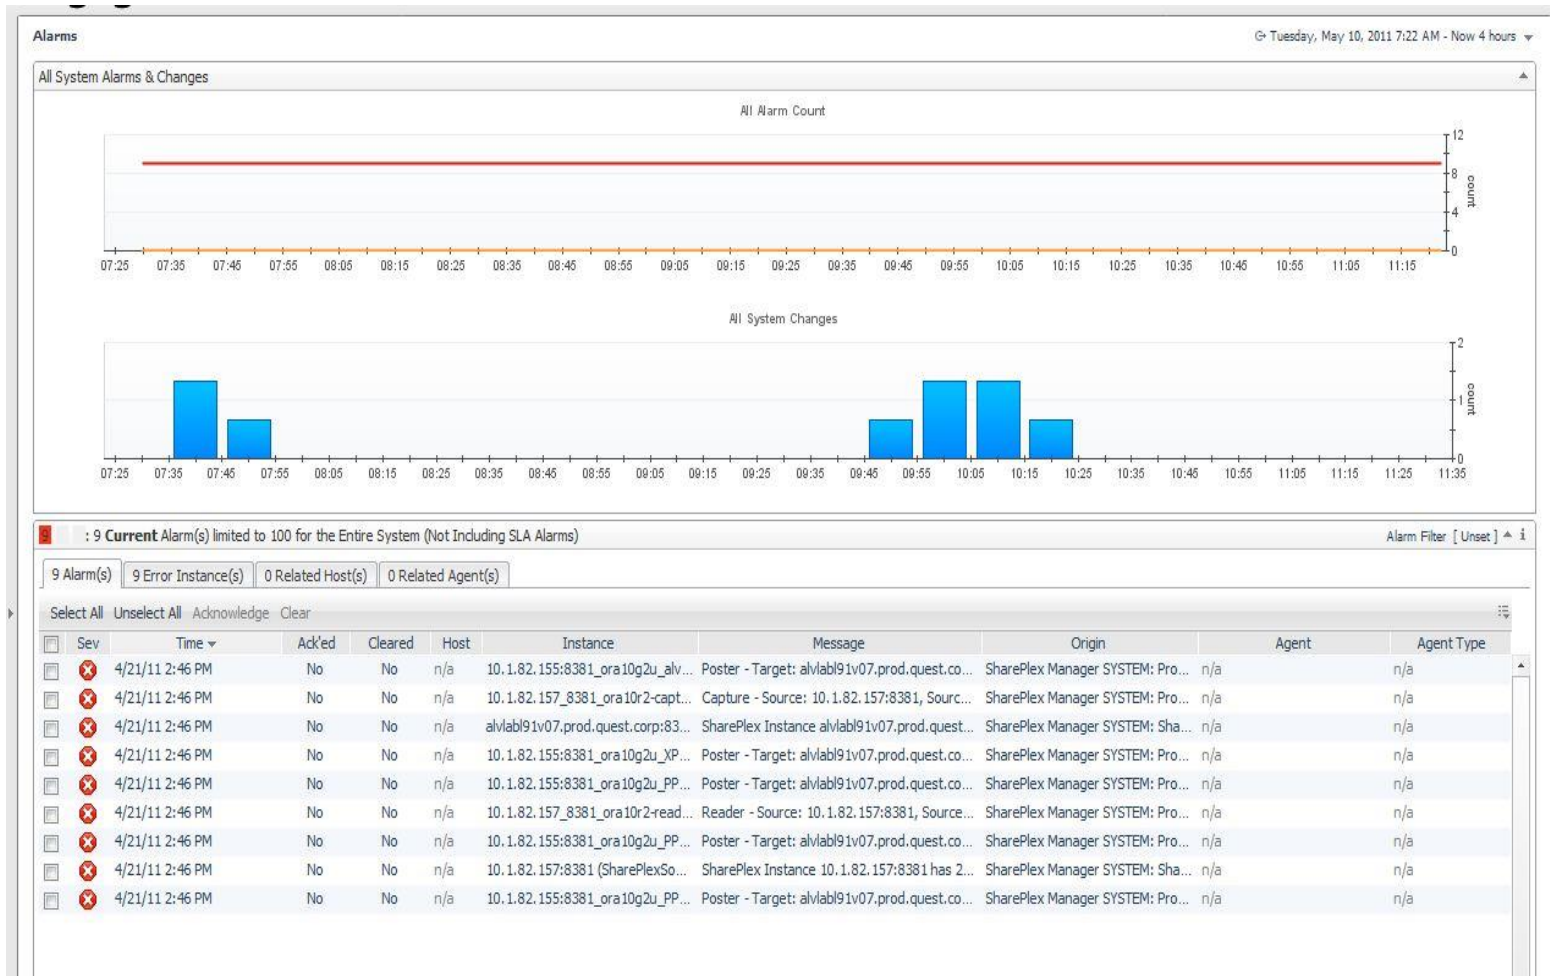 Alarms
Tuesday, May 10, 2011 7:22 AM - Now 4 hours
All System Alarms & Changes
All Alarm Count
12
8
4
0
count
07:25 07:35 07:45 07:55 08:05 08:15 08:25 08:35 08:45 08:55 09:05 09:15 09:25 09:35 09:45 09:55 10:05 10:15 10:25 10:35 10:45 10:55 11:05 11:15
All System Changes
2
1
0
count
07:25 07:35 07:45 07:55 08:05 08:15 08:25 08:35 08:45 08:55 09:05 09:15 09:25 09:35 09:45 09:55 10:05 10:15 10:25 10:35 10:45 10:55 11:05 11:15 11:25 11:35
9 : 9 Current Alarm(s) limited to 100 for the Entire System (Not Including SLA Alarms) Alarm Filter [ Unset ] i
9 Alarm(s) 9 Error Instance(s) 0 Related Host(s) 0 Related Agent(s)
Select All Unselect All Acknowledge Clear
Sev Time Ack'ed Cleared Host Instance Message Origin Agent Agent Type
4/21/11 2:46 PM No No n/a 10.1.82.155:8381_ora10g2u_alv... Poster - Target: alvlabl91v07.prod.quest.co... SharePlex Manager SYSTEM: Pro... n/a n/a
4/21/11 2:46 PM No No n/a 10.1.82.157_8381_ora10r2-capt... Capture - Source: 10.1.82.157:8381, Sourc... SharePlex Manager SYSTEM: Pro... n/a n/a
4/21/11 2:46 PM No No n/a alvlabl91v07.prod.quest.corp:83... SharePlex Instance alvlabl91v07.prod.quest... SharePlex Manager SYSTEM: Sha... n/a n/a
4/21/11 2:46 PM No No n/a 10.1.82.155:8381_ora10g2u_XP... Poster - Target: alvlabl91v07.prod.quest.co... SharePlex Manager SYSTEM: Pro... n/a n/a
4/21/11 2:46 PM No No n/a 10.1.82.155:8381_ora10g2u_PP... Poster - Target: alvlabl91v07.prod.quest.co... SharePlex Manager SYSTEM: Pro... n/a n/a
4/21/11 2:46 PM No No n/a 10.1.82.157_8381_ora10r2-read... Reader - Source: 10.1.82.157:8381, Source... SharePlex Manager SYSTEM: Pro... n/a n/a
4/21/11 2:46 PM No No n/a 10.1.82.155:8381_ora10g2u_PP... Poster - Target: alvlabl91v07.prod.quest.co... SharePlex Manager SYSTEM: Pro... n/a n/a
4/21/11 2:46 PM No No n/a 10.1.82.157:8381 (SharePlexSo... SharePlex Instance 10.1.82.157:8381 has 2... SharePlex Manager SYSTEM: Sha... n/a n/a
4/21/11 2:46 PM No No n/a 10.1.82.155:8381_ora10g2u_PP... Poster - Target: alvlabl91v07.prod.quest.co... SharePlex Manager SYSTEM: Pro... n/a n/a